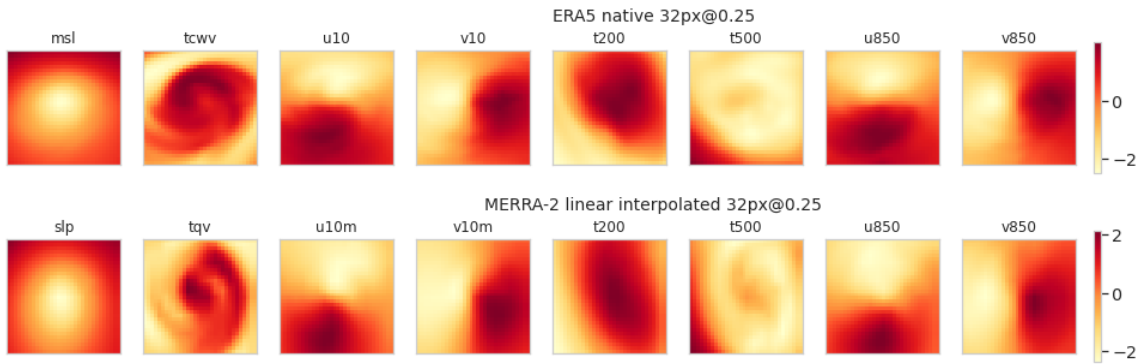 ERA5 native 32px@0.25
msl tcwv u10 v10 t200 t500 u850 v850
0
−2
MERRA-2 linear interpolated 32px@0.25
slp tqv u10m v10m t200 t500 u850 v850
2
0
−2